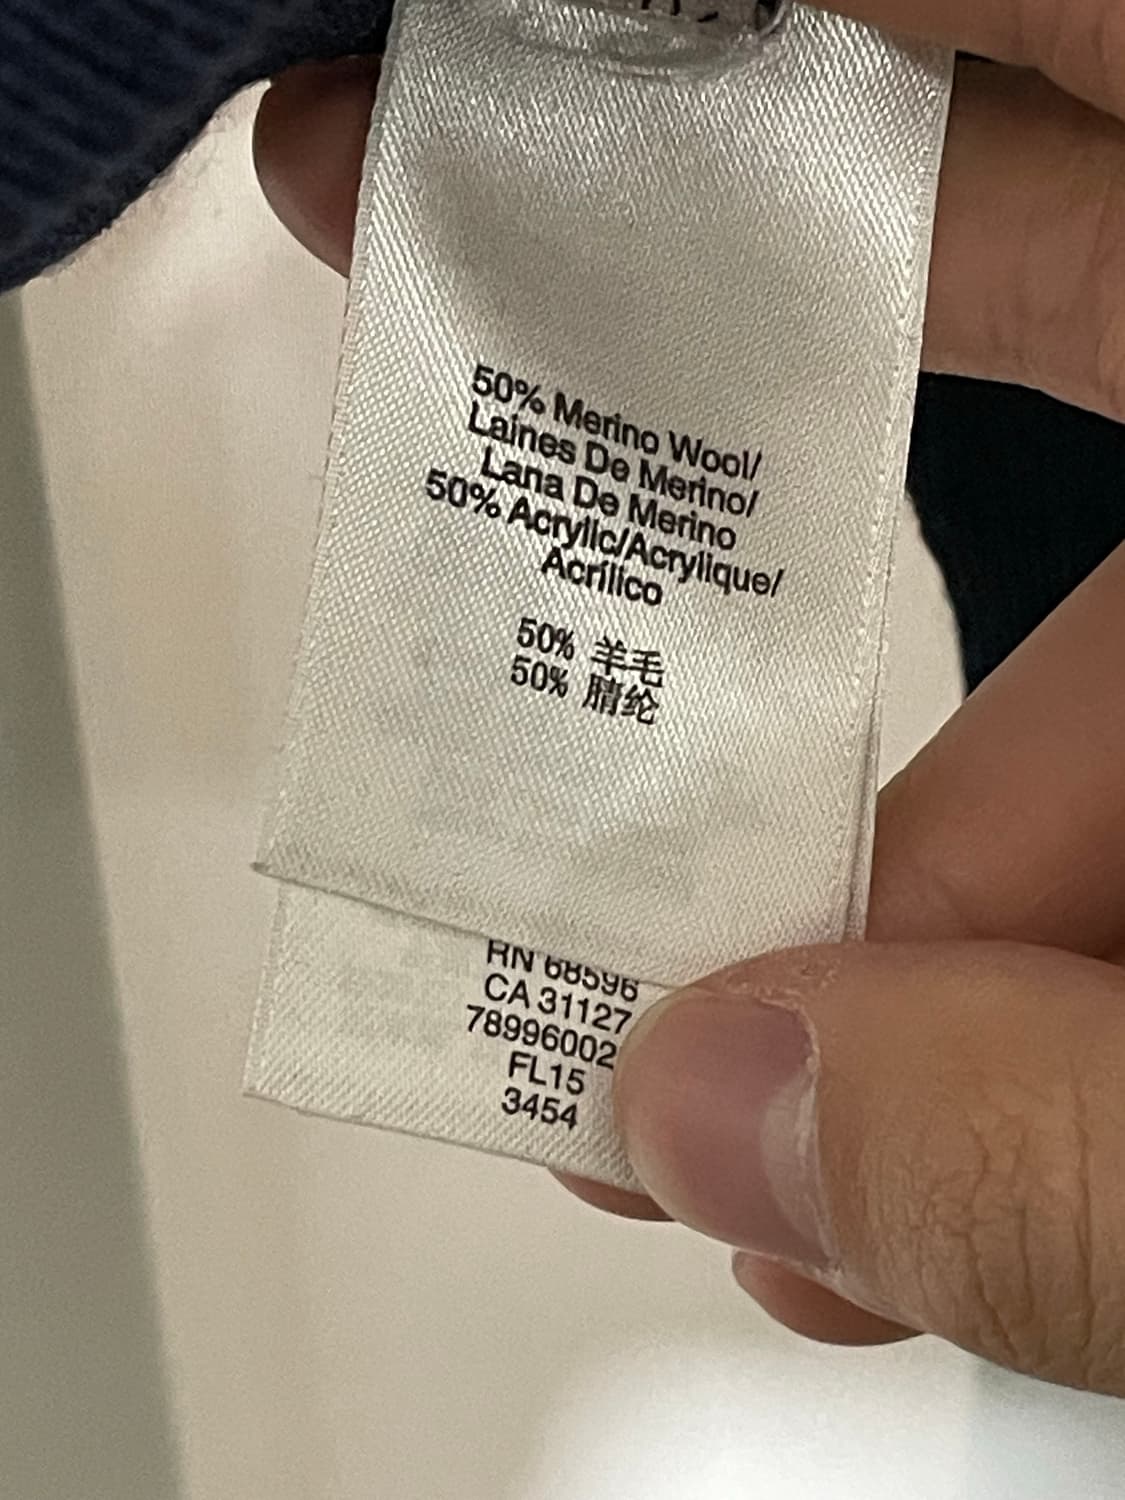 50% Merino Wool/
Laines De Merino/
Lana De Merino
50% Acrylic/Acrylique/
Acrílico
50% 羊毛
50% 腈纶
RN 68596
CA 31127
78996002
FL15
3454